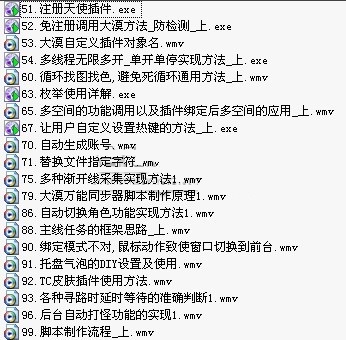 51. 注册天使插件.exe
52. 免注册调用大漠方法_防检测_上.exe
53. 大漠自定义插件对象名.wmv
54. 多线程无限多开_单开单停实现方法_上.exe
60. 循环找图找色,避免死循环通用方法_上.wmv
63. 枚举使用详解.exe
65. 多空间的功能调用以及插件绑定后多空间的应用_上.wmv
67. 让用户自定义设置热键的方法_上.exe
70. 自动生成账号.wmv
71. 替换文件指定字符_.wmv
75. 多种渐开线采集实现方法1.wmv
79. 大漠万能同步器脚本制作原理1.wmv
86. 自动切换角色功能实现方法1.wmv
88. 主线任务的框架思路_上.wmv
90. 绑定模式不对,鼠标动作致使窗口切换到前台.wmv
91. 托盘气泡的DIY设置及使用.wmv
92. TC皮肤插件使用方法.wmv
93. 各种寻路时延时等待的准确判断1.wmv
96. 后台自动打怪功能的实现1.wmv
99. 脚本制作流程_上.wmv